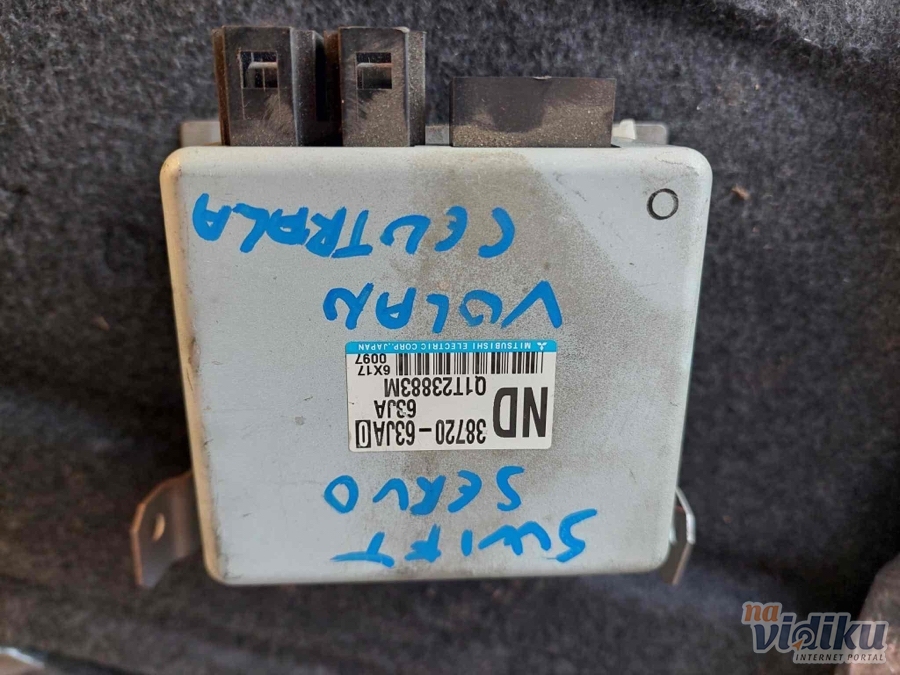 SWIFT
SERVO
ND
38720-63JA0
63JA
Q1T23883M
6X17
0097
MITSUBISHI ELECTRIC CORP. JAPAN
VOLAN
CENTRALA
na
vidiku
INTERNET PORTAL